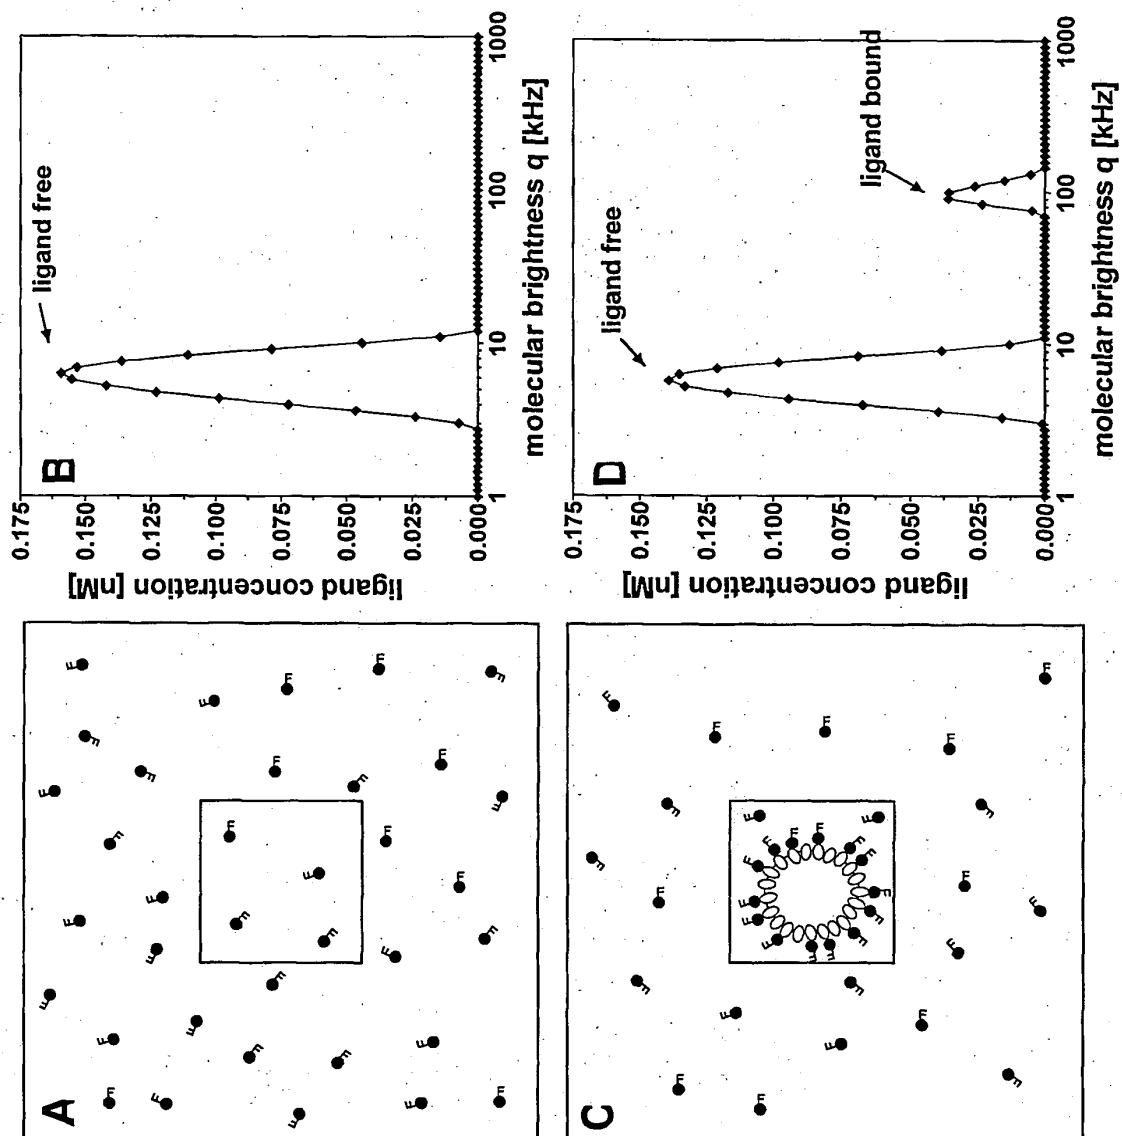 A
F F F F F F F F F F F F F F F F F F F F F F F F F F F F F F F F F F
B
ligand free
ligand concentration [nM]
0.175
0.150
0.125
0.100
0.075
0.050
0.025
0.000
1 10 100 1000
molecular brightness q [kHz]
C
F F F F F F F F F F F F F F F F F F F F F F F F F F F F F F F F F F F
D
ligand free
ligand bound
ligand concentration [nM]
0.175
0.150
0.125
0.100
0.075
0.050
0.025
0.000
1 10 100 1000
molecular brightness q [kHz]